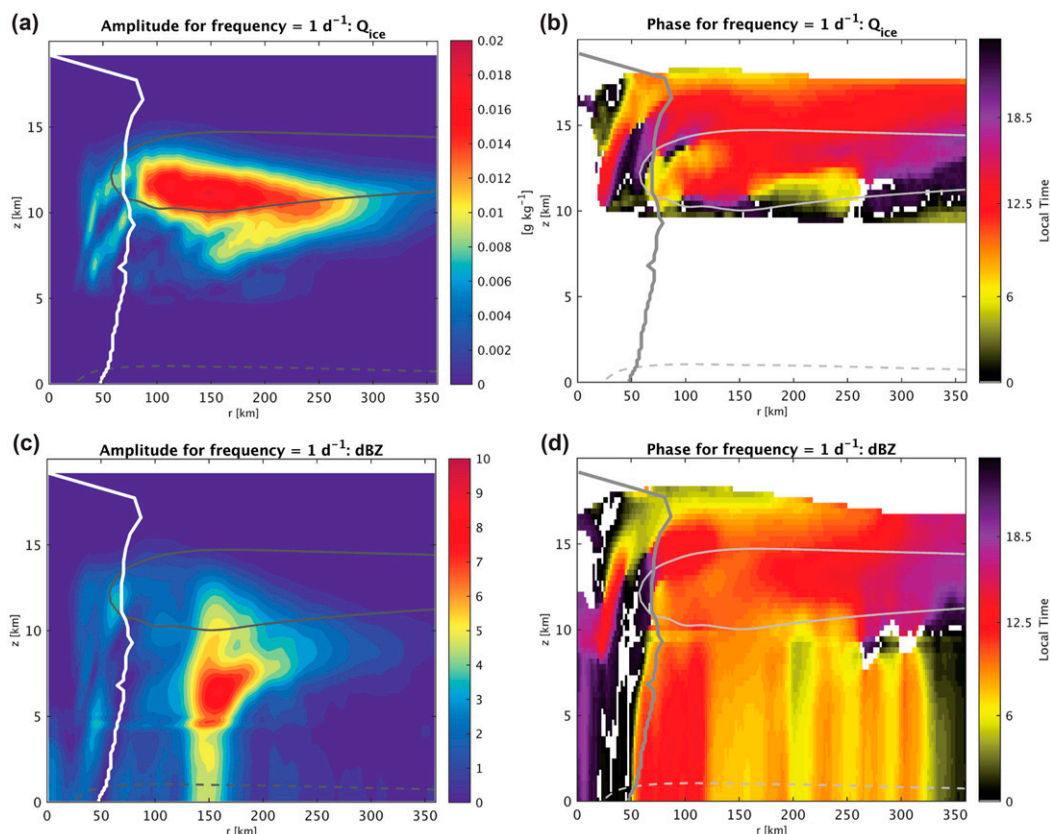 (a) Amplitude for frequency = 1 d⁻¹: Q_ice
0.02
0.018
0.016
0.014
0.012
0.01
0.008
0.006
0.004
0.002
0
[g kg⁻¹]
15
10
5
0
z [km]
0 50 100 150 200 250 300 350
r [km]
(b) Phase for frequency = 1 d⁻¹: Q_ice
20
15
10
5
0
z [km]
0 50 100 150 200 250 300 350
r [km]
18.5
12.5
6
0
Local Time
(c) Amplitude for frequency = 1 d⁻¹: dBZ
20
15
10
5
0
z [km]
0 50 100 150 200 250 300 350
r [km]
10
9
8
7
6
5
4
3
2
1
0
(d) Phase for frequency = 1 d⁻¹: dBZ
20
15
10
5
0
z [km]
0 50 100 150 200 250 300 350
r [km]
18.5
12.5
6
0
Local Time